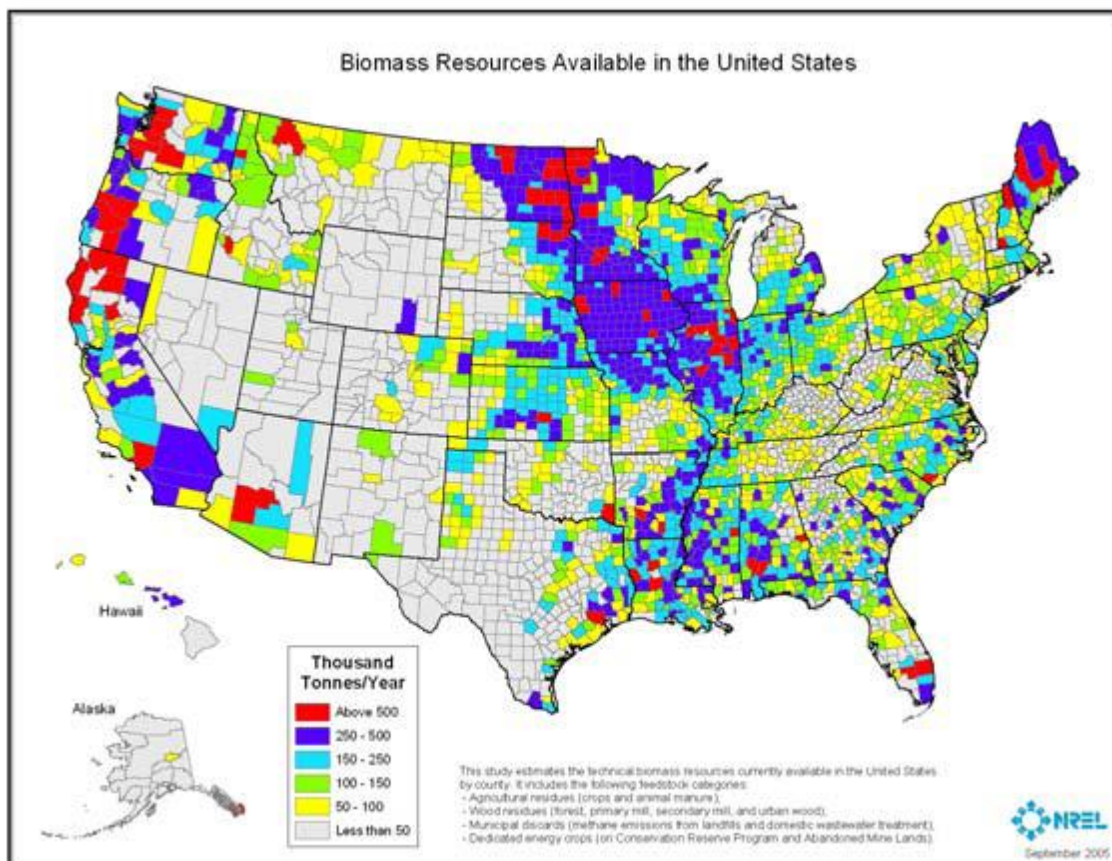 Biomass Resources Available in the United States
Hawaii
Alaska
Thousand
Tonnes/Year
Above 500
250 - 500
150 - 250
100 - 150
50 - 100
Less than 50
This study estimates the technical biomass resources currently available in the United States
by county. It includes the following feedstock categories:
- Agricultural residues (crops and animal manure);
- Wood residues (forest, primary mill, secondary mill, and urban wood);
- Municipal discards (methane emissions from landfills and domestic wastewater treatment);
- Dedicated energy crops (on Conservation Reserve Program and Abandoned Mine Lands).
NREL
September 2005